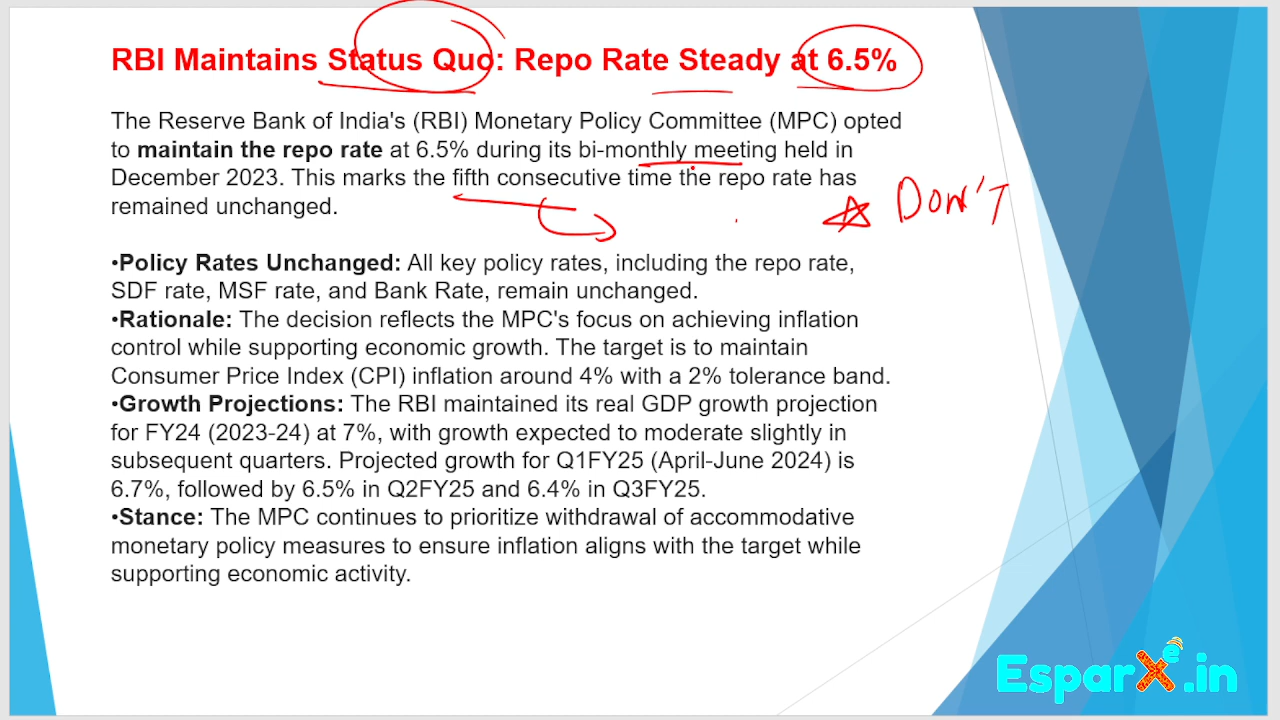 RBI Maintains Status Quo: Repo Rate Steady at 6.5%
The Reserve Bank of India's (RBI) Monetary Policy Committee (MPC) opted
to maintain the repo rate at 6.5% during its bi-monthly meeting held in
December 2023. This marks the fifth consecutive time the repo rate has
remained unchanged.
DON'T
•Policy Rates Unchanged: All key policy rates, including the repo rate,
SDF rate, MSF rate, and Bank Rate, remain unchanged.
•Rationale: The decision reflects the MPC's focus on achieving inflation
control while supporting economic growth. The target is to maintain
Consumer Price Index (CPI) inflation around 4% with a 2% tolerance band.
•Growth Projections: The RBI maintained its real GDP growth projection
for FY24 (2023-24) at 7%, with growth expected to moderate slightly in
subsequent quarters. Projected growth for Q1FY25 (April-June 2024) is
6.7%, followed by 6.5% in Q2FY25 and 6.4% in Q3FY25.
•Stance: The MPC continues to prioritize withdrawal of accommodative
monetary policy measures to ensure inflation aligns with the target while
supporting economic activity.
EsparXe.in